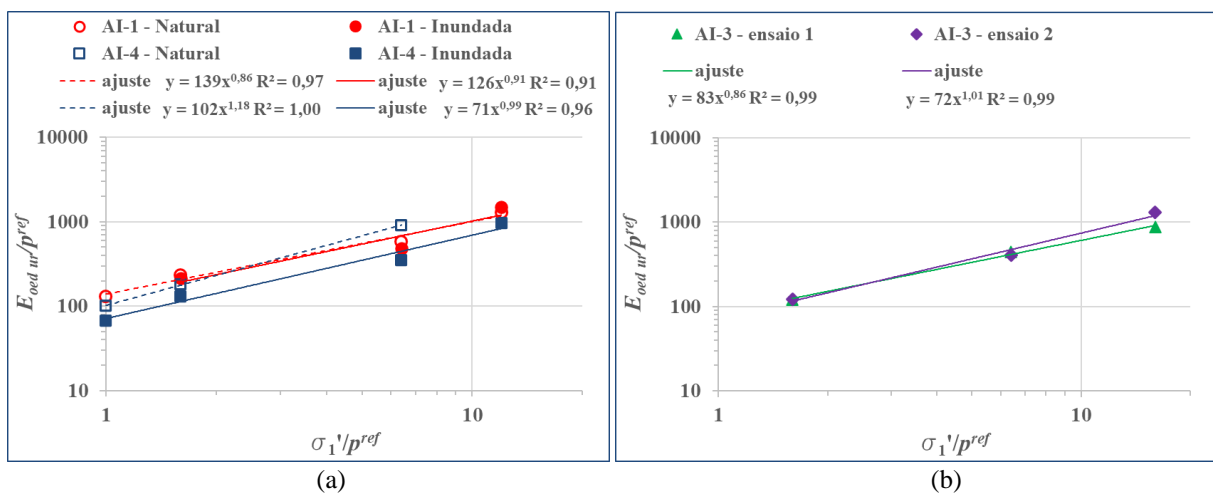 AI-1 - Natural AI-1 - Inundada
AI-4 - Natural AI-4 - Inundada
ajuste y = 139x^0,86 R² = 0,97 ajuste y = 126x^0,91 R² = 0,91
ajuste y = 102x^1,18 R² = 1,00 ajuste y = 71x^0,99 R² = 0,96
10000
1000
100
10
E_oed ur/p^ref
1 10
σ₁'/p^ref
(a)
AI-3 - ensaio 1 AI-3 - ensaio 2
ajuste ajuste
y = 83x^0,86 R² = 0,99 y = 72x^1,01 R² = 0,99
10000
1000
100
10
E_oed ur/p^ref
1 10
σ₁'/p^ref
(b)